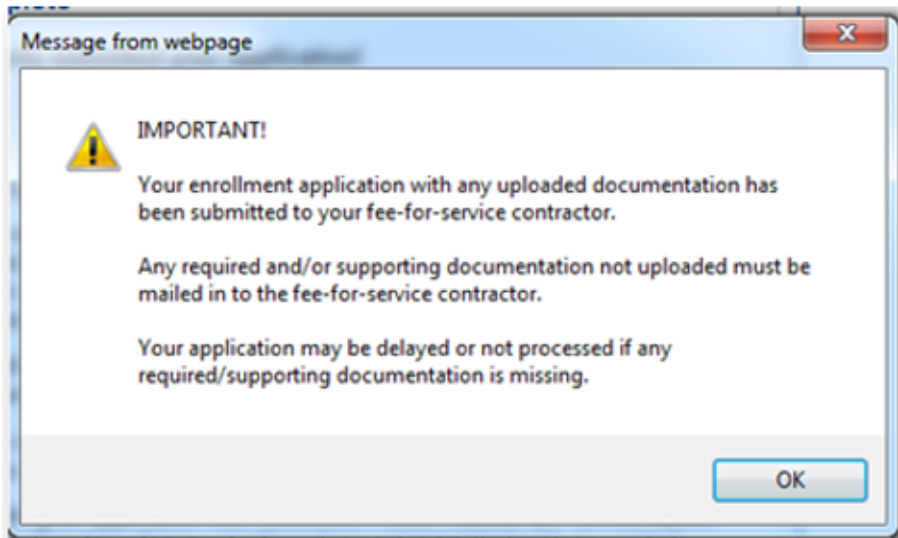 Message from webpage
IMPORTANT!
Your enrollment application with any uploaded documentation has
been submitted to your fee-for-service contractor.
Any required and/or supporting documentation not uploaded must be
mailed in to the fee-for-service contractor.
Your application may be delayed or not processed if any
required/supporting documentation is missing.
OK